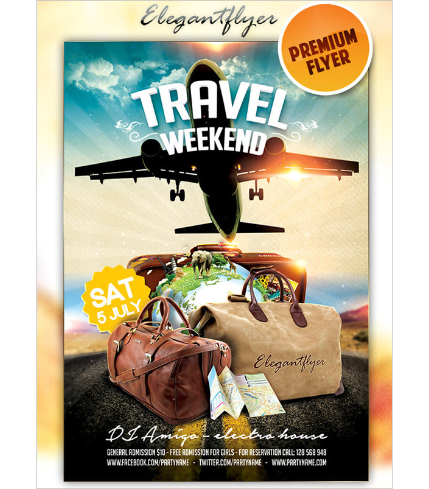 Elegantflyer
PREMIUM
FLYER
TRAVEL
WEEKEND
SAT
5 JULY
Elegantflyer
DJ Amigo - electro house
GENERAL ADMISSION $10 - FREE ADMISSION FOR GIRLS - FOR RESERVATION CALL: 128 568 948
WWW.FACEBOOK.COM/PARTYNAME - TWITTER.COM/PARTYNAME - WWW.PARTYNAME.COM